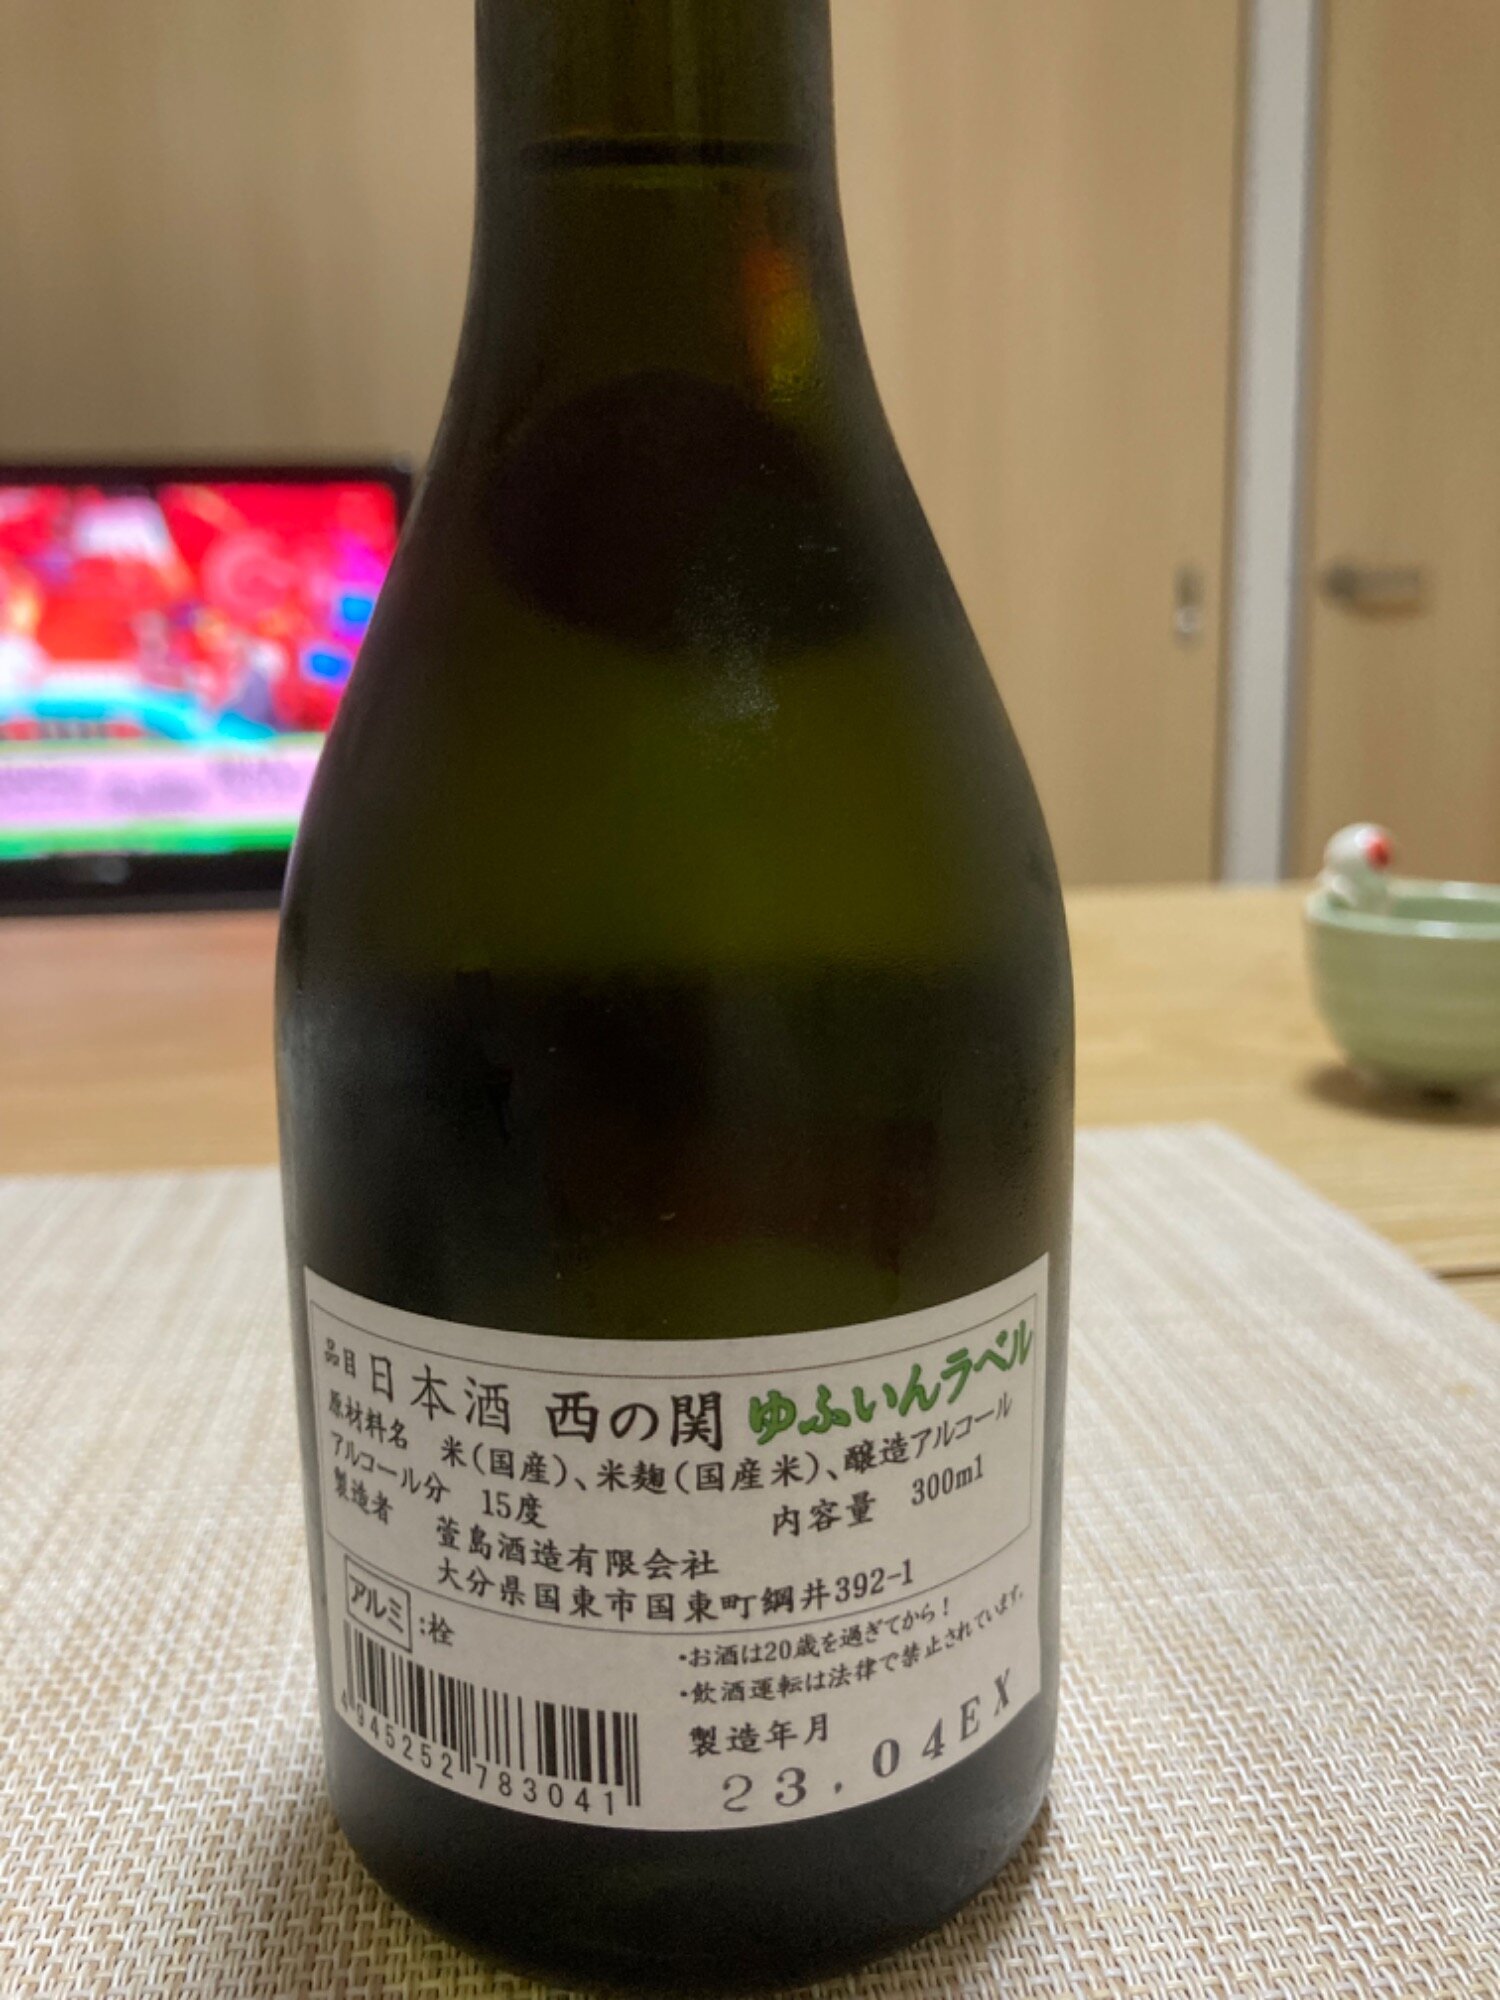 品目 日本酒 西の関 ゆふいんラベル
原材料名 米(国産)、米麹(国産米)、醸造アルコール
アルコール分 15度 内容量 300ml
製造者 萱島酒造有限会社
大分県国東市国東町綱井392-1
アルミ :栓
・お酒は20歳を過ぎてから!
・飲酒運転は法律で禁止されています。
製造年月
23.04EX
4945252783041